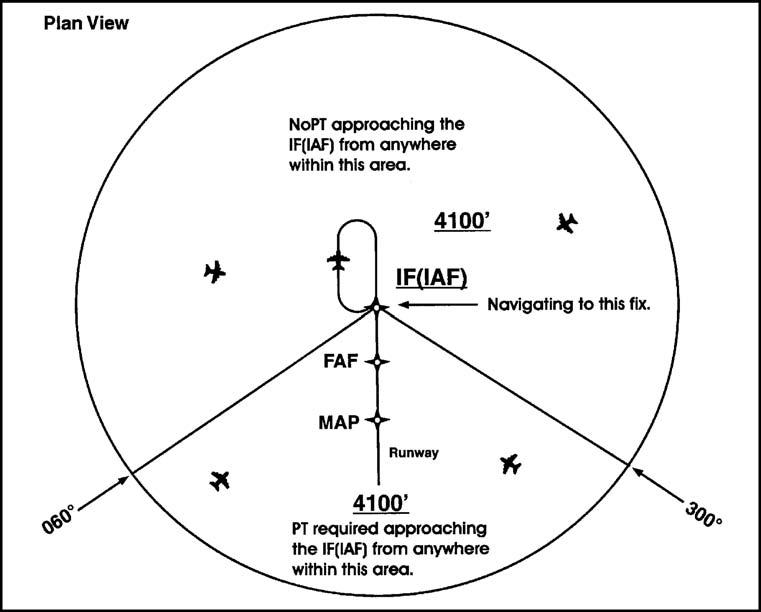 Plan View
NoPT approaching the
IF(IAF) from anywhere
within this area.
4100'
IF(IAF)
Navigating to this fix.
FAF
MAP
Runway
060°
300°
4100'
PT required approaching
the IF(IAF) from anywhere
within this area.